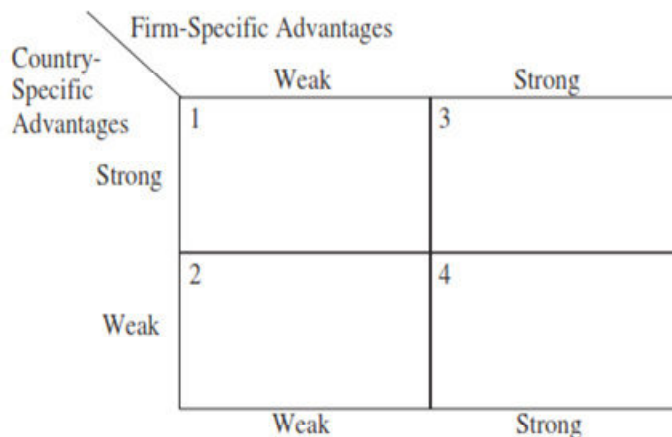 Firm-Specific Advantages
Country-
Specific
Advantages
Weak Strong
1 3
Strong
2 4
Weak
Weak Strong